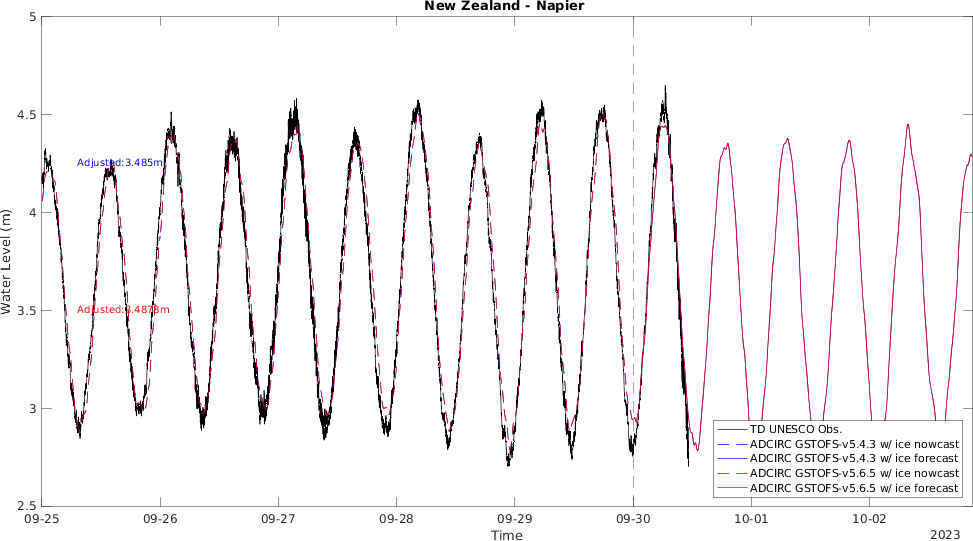 New Zealand - Napier
5
4.5
4
3.5
3
2.5
Water Level (m)
Adjusted:3.485m
Adjusted:3.4873m
TD UNESCO Obs.
ADCIRC GSTOFS-v5.4.3 w/ ice nowcast
ADCIRC GSTOFS-v5.4.3 w/ ice forecast
ADCIRC GSTOFS-v5.6.5 w/ ice nowcast
ADCIRC GSTOFS-v5.6.5 w/ ice forecast
09-25 09-26 09-27 09-28 09-29 09-30 10-01 10-02
Time
2023